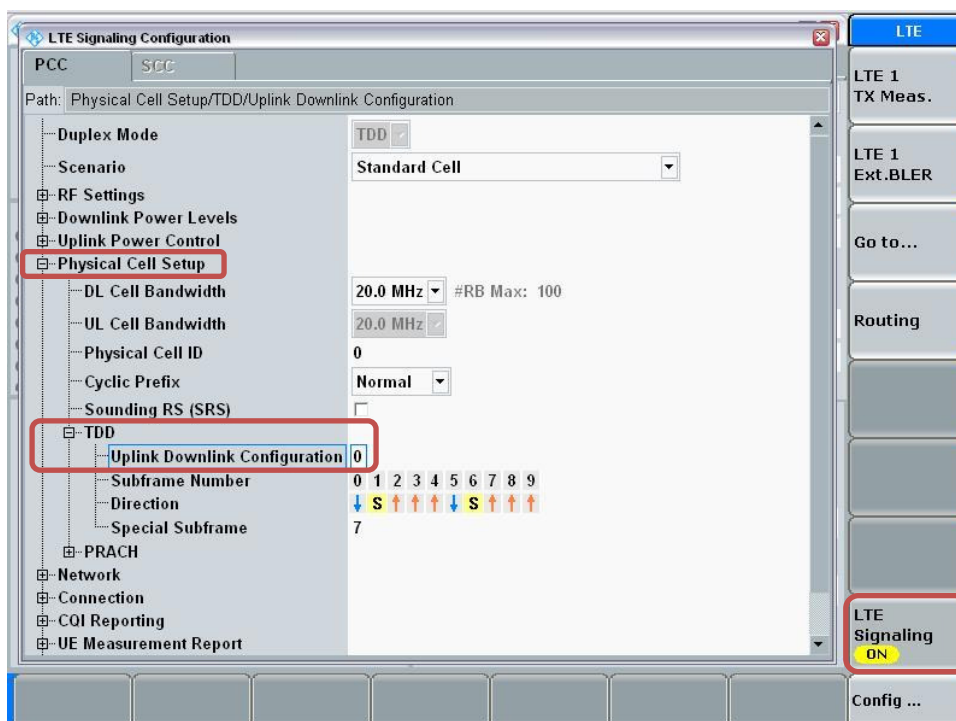 LTE Signaling Configuration
PCC SCC
Path: Physical Cell Setup/TDD/Uplink Downlink Configuration
Duplex Mode TDD
Scenario Standard Cell
RF Settings
Downlink Power Levels
Uplink Power Control
Physical Cell Setup
DL Cell Bandwidth 20.0 MHz #RB Max: 100
UL Cell Bandwidth 20.0 MHz
Physical Cell ID 0
Cyclic Prefix Normal
Sounding RS (SRS)
TDD
Uplink Downlink Configuration 0
Subframe Number 0 1 2 3 4 5 6 7 8 9
Direction ↓ S ↑ ↑ ↑ ↓ S ↑ ↑ ↑
Special Subframe 7
PRACH
Network
Connection
CQI Reporting
UE Measurement Report
LTE
LTE 1
TX Meas.
LTE 1
Ext.BLER
Go to...
Routing
LTE
Signaling
ON
Config ...